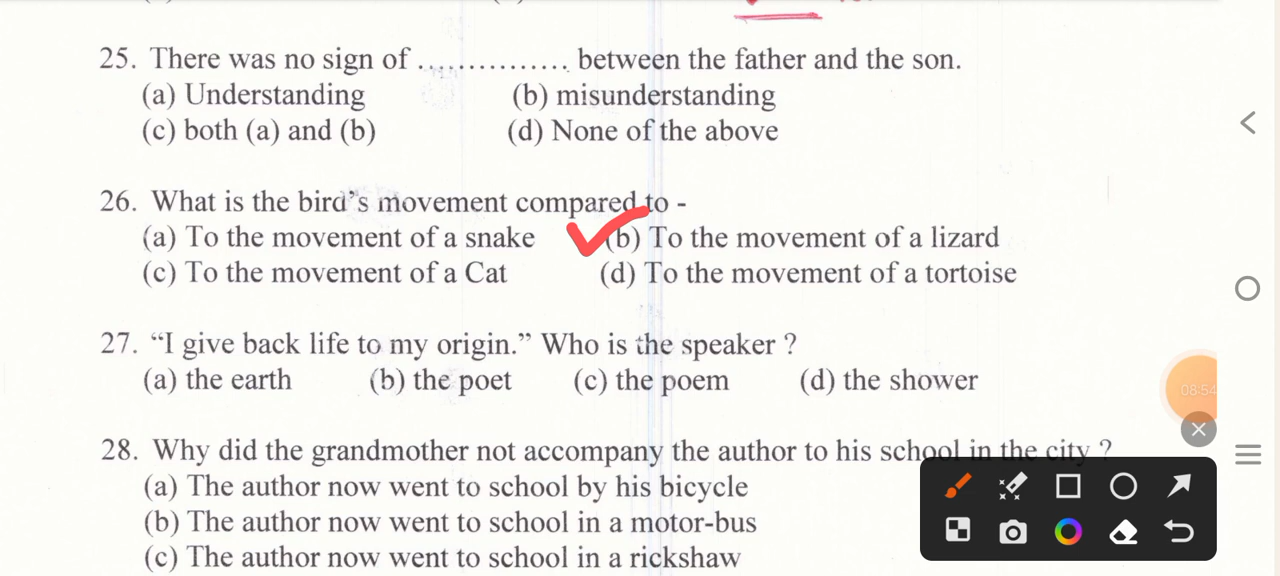 25. There was no sign of ............... between the father and the son.
(a) Understanding (b) misunderstanding
(c) both (a) and (b) (d) None of the above
26. What is the bird's movement compared to -
(a) To the movement of a snake (b) To the movement of a lizard
(c) To the movement of a Cat (d) To the movement of a tortoise
27. “I give back life to my origin.” Who is the speaker ?
(a) the earth (b) the poet (c) the poem (d) the shower
08:54
28. Why did the grandmother not accompany the author to his school in the city ?
(a) The author now went to school by his bicycle
(b) The author now went to school in a motor-bus
(c) The author now went to school in a rickshaw